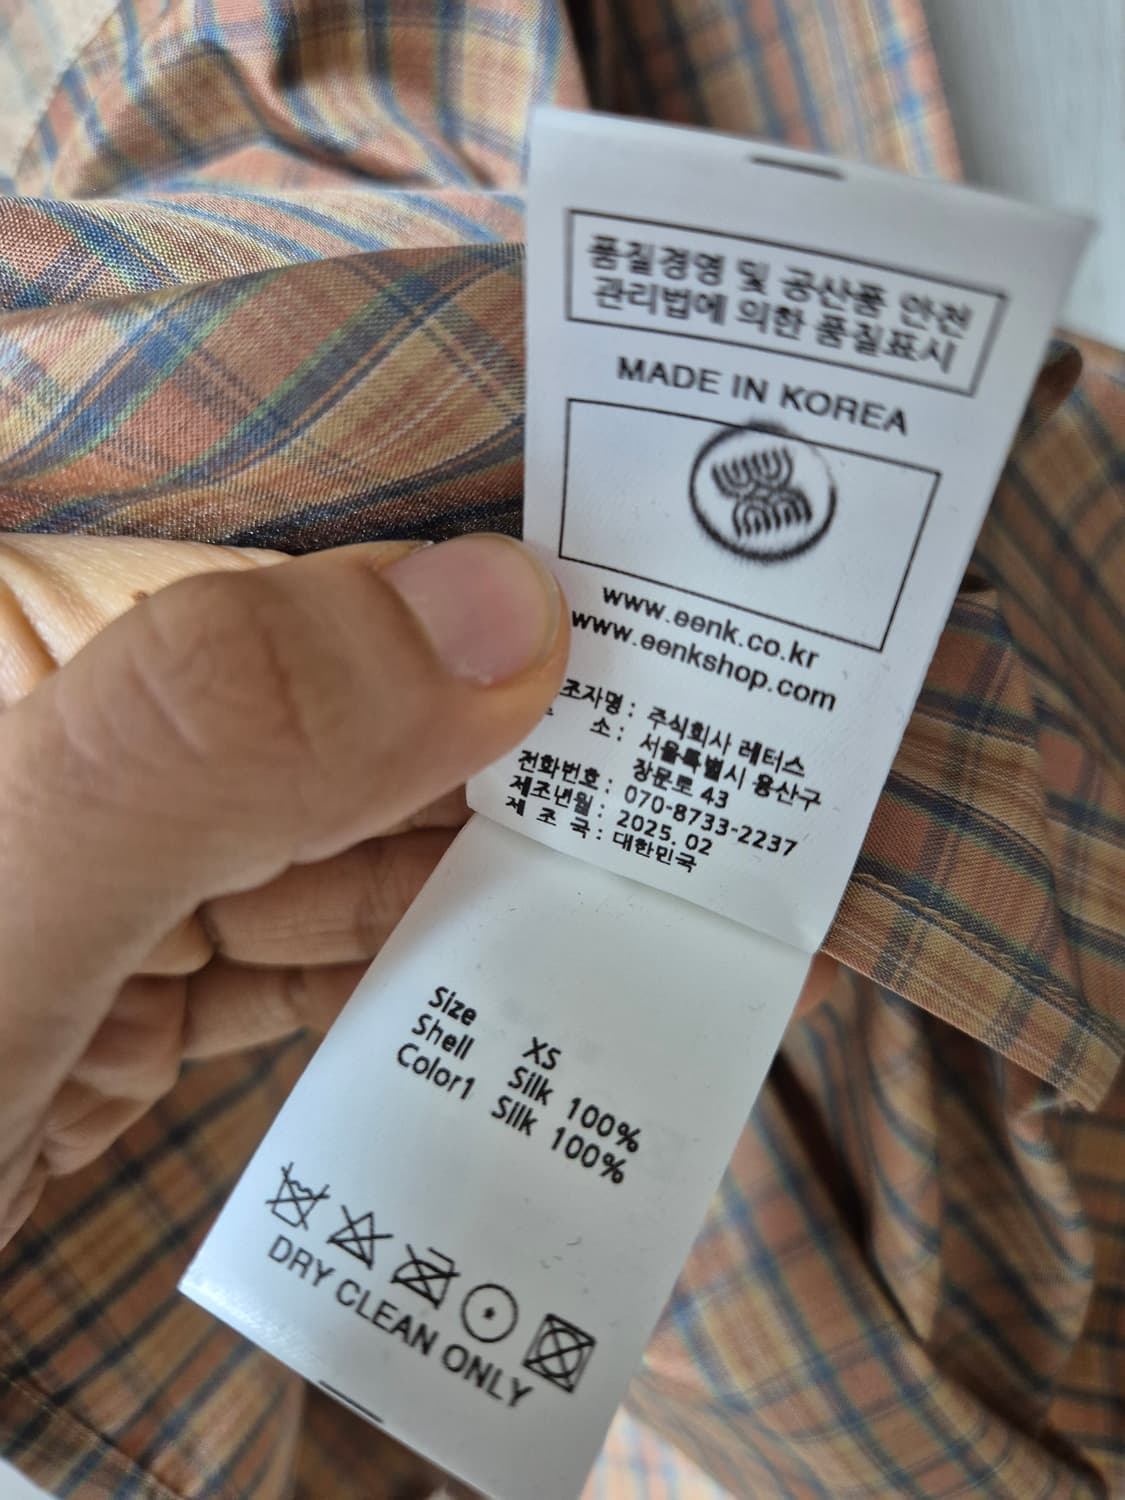 품질경영 및 공산품 안전
관리법에 의한 품질표시
MADE IN KOREA
www.eenk.co.kr
www.eenkshop.com
조자명 : 주식회사 레터스
소 : 서울특별시 용산구
장문로 43
전화번호 : 070-8733-2237
제조년월 : 2025. 02
제 조 국 : 대한민국
Size XS
Shell Silk 100%
Color1 Silk 100%
DRY CLEAN ONLY